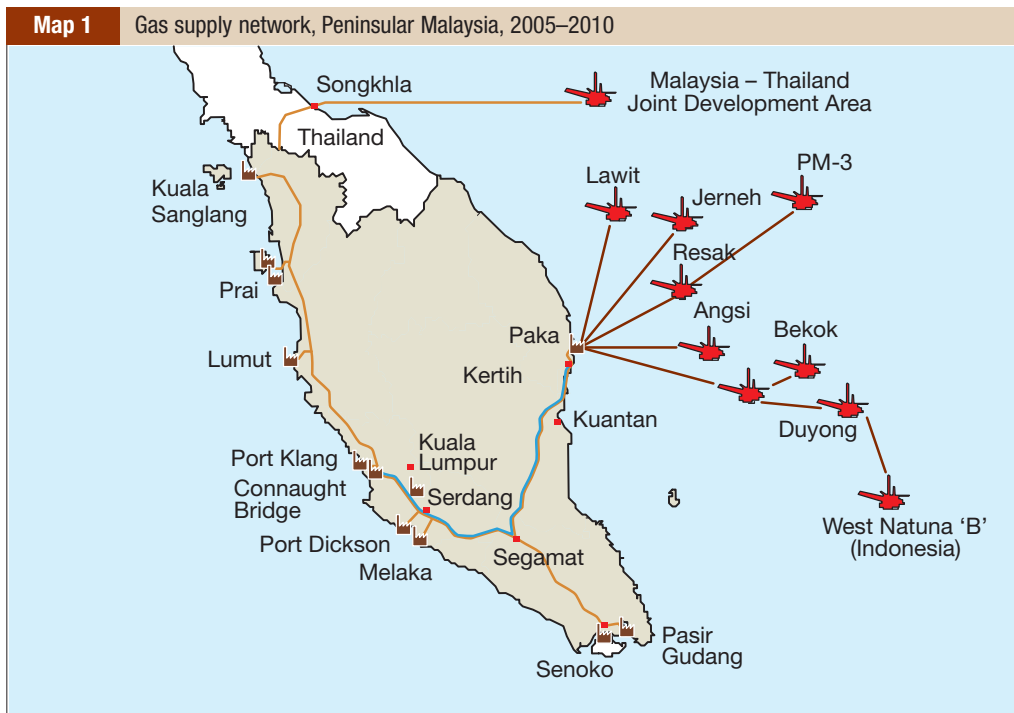 Map 1
Gas supply network, Peninsular Malaysia, 2005–2010
Songkhla
Malaysia – Thailand
Joint Development Area
Thailand
Kuala
Sanglang
Lawit
Jerneh
PM-3
Resak
Prai
Angsi
Paka
Bekok
Lumut
Kertih
Kuantan
Duyong
Kuala
Lumpur
Port Klang
Connaught
Bridge
Serdang
West Natuna ‘B’
(Indonesia)
Port Dickson
Segamat
Melaka
Pasir
Gudang
Senoko